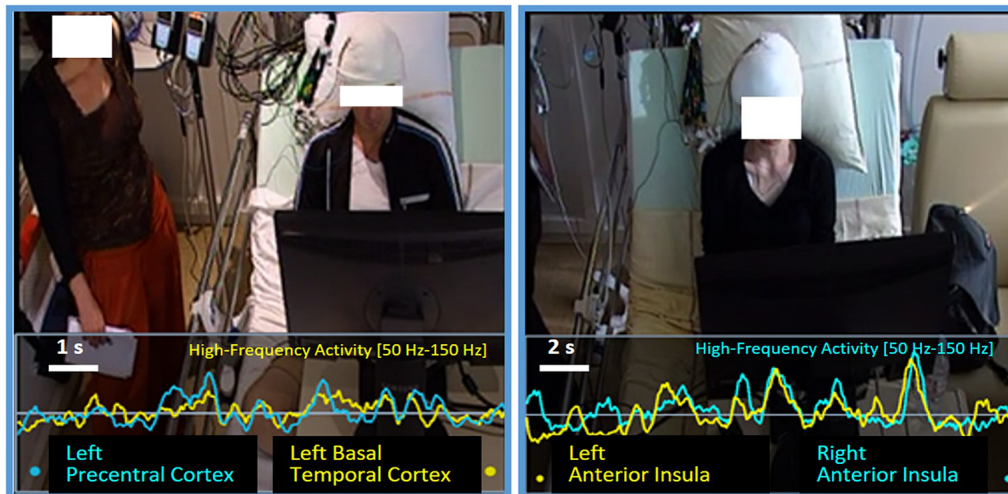 1 s
High-Frequency Activity [50 Hz-150 Hz]
Left
Precentral Cortex
Left Basal
Temporal Cortex
2 s
High-Frequency Activity [50 Hz-150 Hz]
Left
Anterior Insula
Right
Anterior Insula